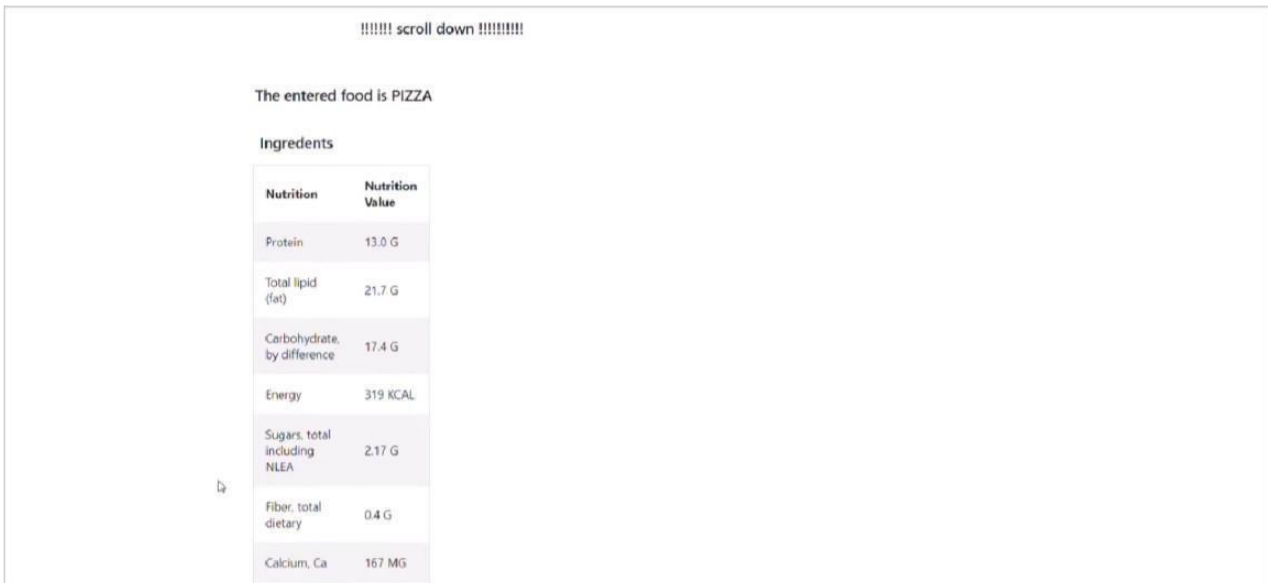 !!!!!!! scroll down !!!!!!!!!!
The entered food is PIZZA
Ingredents
Nutrition Nutrition Value
Protein 13.0 G
Total lipid (fat) 21.7 G
Carbohydrate, by difference 17.4 G
Energy 319 KCAL
Sugars, total including NLEA 2.17 G
Fiber, total dietary 0.4 G
Calcium, Ca 167 MG